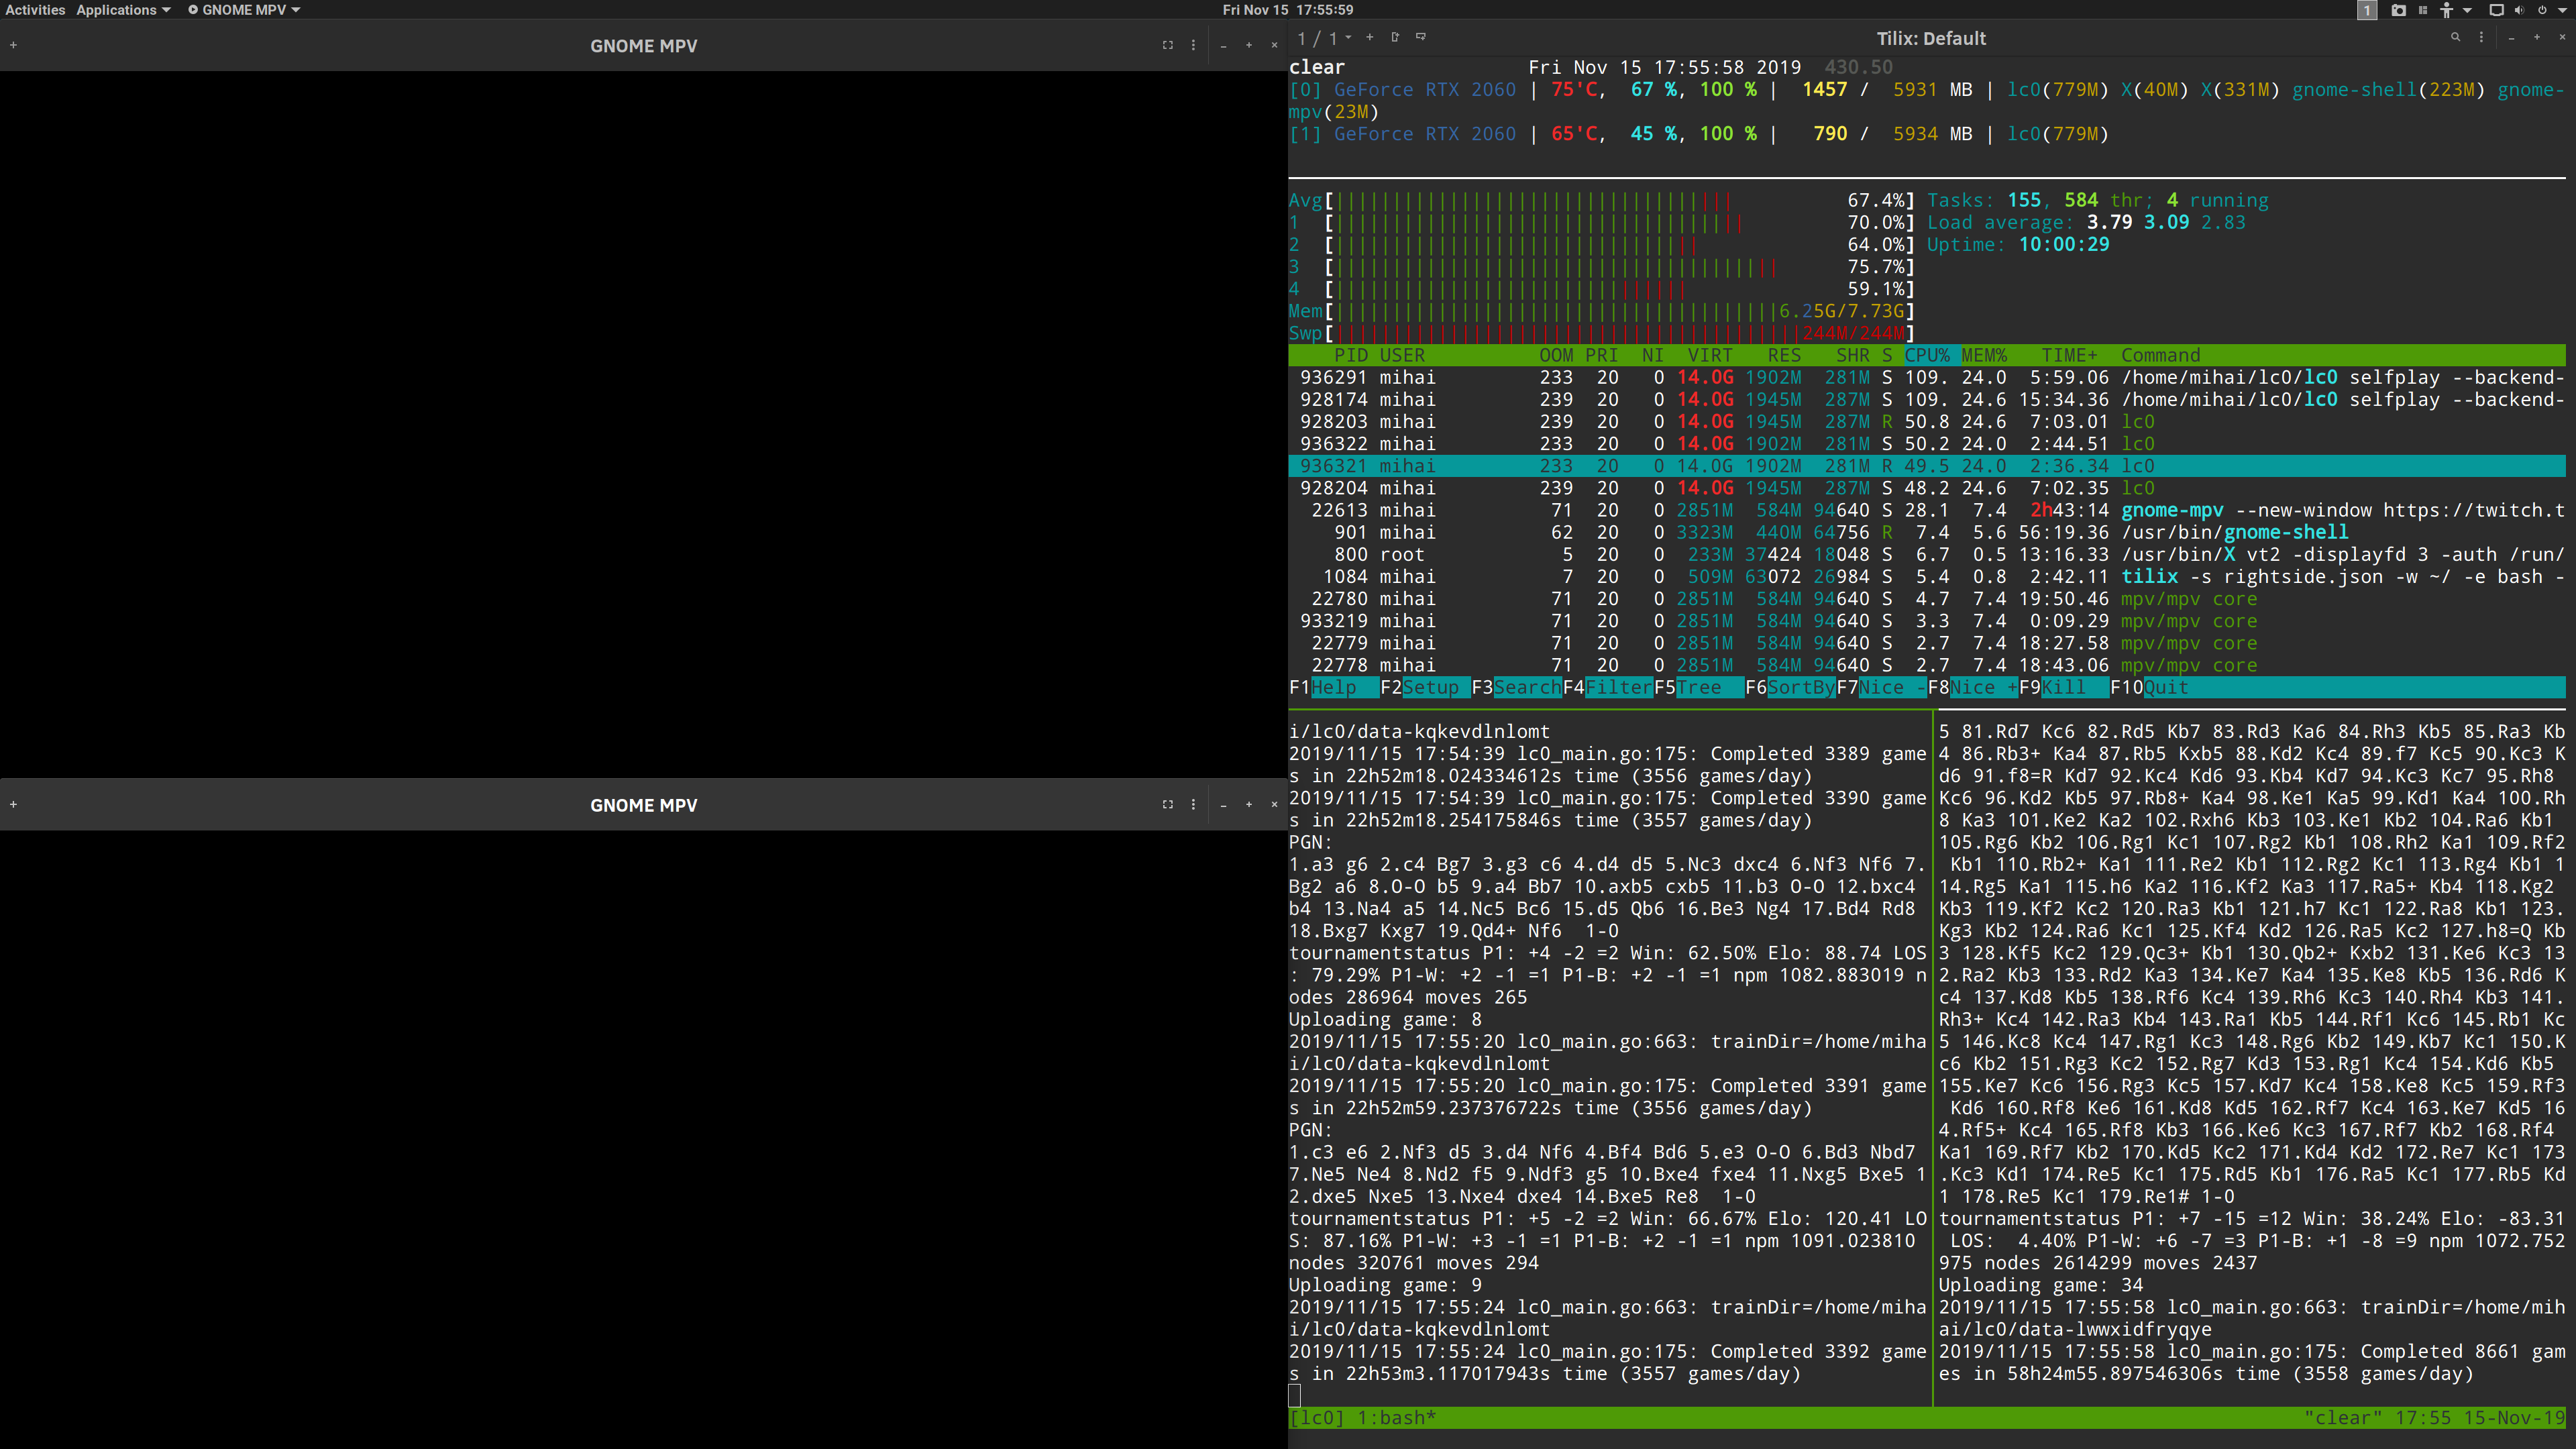 Activities Applications GNOME MPV Fri Nov 15 17:55:59 1
GNOME MPV
1 / 1 Tilix: Default
clear Fri Nov 15 17:55:58 2019 430.50
[0] GeForce RTX 2060 | 75'C, 67 %, 100 % | 1457 / 5931 MB | lc0(779M) X(40M) X(331M) gnome-shell(223M) gnome-
mpv(23M)
[1] GeForce RTX 2060 | 65'C, 45 %, 100 % | 790 / 5934 MB | lc0(779M)
Avg[ 67.4%] Tasks: 155, 584 thr; 4 running
1 [ 70.0%] Load average: 3.79 3.09 2.83
2 [ 64.0%] Uptime: 10:00:29
3 [ 75.7%]
4 [ 59.1%]
Mem[ 6.25G/7.73G]
Swp[ 244M/244M]
PID USER OOM PRI NI VIRT RES SHR S CPU% MEM% TIME+ Command
936291 mihai 233 20 0 14.0G 1902M 281M S 109. 24.0 5:59.06 /home/mihai/lc0/lc0 selfplay --backend-
928174 mihai 239 20 0 14.0G 1945M 287M S 109. 24.6 15:34.36 /home/mihai/lc0/lc0 selfplay --backend-
928203 mihai 239 20 0 14.0G 1945M 287M R 50.8 24.6 7:03.01 lc0
936322 mihai 233 20 0 14.0G 1902M 281M S 50.2 24.0 2:44.51 lc0
936321 mihai 233 20 0 14.0G 1902M 281M R 49.5 24.0 2:36.34 lc0
928204 mihai 239 20 0 14.0G 1945M 287M S 48.2 24.6 7:02.35 lc0
22613 mihai 71 20 0 2851M 584M 94640 S 28.1 7.4 2h43:14 gnome-mpv --new-window https://twitch.t
901 mihai 62 20 0 3323M 440M 64756 R 7.4 5.6 56:19.36 /usr/bin/gnome-shell
800 root 5 20 0 233M 37424 18048 S 6.7 0.5 13:16.33 /usr/bin/X vt2 -displayfd 3 -auth /run/
1084 mihai 7 20 0 509M 63072 26984 S 5.4 0.8 2:42.11 tilix -s rightside.json -w ~/ -e bash -
22780 mihai 71 20 0 2851M 584M 94640 S 4.7 7.4 19:50.46 mpv/mpv core
933219 mihai 71 20 0 2851M 584M 94640 S 3.3 7.4 0:09.29 mpv/mpv core
22779 mihai 71 20 0 2851M 584M 94640 S 2.7 7.4 18:27.58 mpv/mpv core
22778 mihai 71 20 0 2851M 584M 94640 S 2.7 7.4 18:43.06 mpv/mpv core
F1Help F2Setup F3SearchF4FilterF5Tree F6SortByF7Nice -F8Nice +F9Kill F10Quit
GNOME MPV
i/lc0/data-kqkevdlnlomt
2019/11/15 17:54:39 lc0_main.go:175: Completed 3389 game
s in 22h52m18.024334612s time (3556 games/day)
2019/11/15 17:54:39 lc0_main.go:175: Completed 3390 game
s in 22h52m18.254175846s time (3557 games/day)
PGN:
1.a3 g6 2.c4 Bg7 3.g3 c6 4.d4 d5 5.Nc3 dxc4 6.Nf3 Nf6 7.
Bg2 a6 8.O-O b5 9.a4 Bb7 10.axb5 cxb5 11.b3 O-O 12.bxc4
b4 13.Na4 a5 14.Nc5 Bc6 15.d5 Qb6 16.Be3 Ng4 17.Bd4 Rd8
18.Bxg7 Kxg7 19.Qd4+ Nf6 1-0
tournamentstatus P1: +4 -2 =2 Win: 62.50% Elo: 88.74 LOS
: 79.29% P1-W: +2 -1 =1 P1-B: +2 -1 =1 npm 1082.883019 n
odes 286964 moves 265
Uploading game: 8
2019/11/15 17:55:20 lc0_main.go:663: trainDir=/home/miha
i/lc0/data-kqkevdlnlomt
2019/11/15 17:55:20 lc0_main.go:175: Completed 3391 game
s in 22h52m59.237376722s time (3556 games/day)
PGN:
1.c3 e6 2.Nf3 d5 3.d4 Nf6 4.Bf4 Bd6 5.e3 O-O 6.Bd3 Nbd7
7.Ne5 Ne4 8.Nd2 f5 9.Ndf3 g5 10.Bxe4 fxe4 11.Nxg5 Bxe5 1
2.dxe5 Nxe5 13.Nxe4 dxe4 14.Bxe5 Re8 1-0
tournamentstatus P1: +5 -2 =2 Win: 66.67% Elo: 120.41 LO
S: 87.16% P1-W: +3 -1 =1 P1-B: +2 -1 =1 npm 1091.023810
nodes 320761 moves 294
Uploading game: 9
2019/11/15 17:55:24 lc0_main.go:663: trainDir=/home/miha
i/lc0/data-kqkevdlnlomt
2019/11/15 17:55:24 lc0_main.go:175: Completed 3392 game
s in 22h53m3.117017943s time (3557 games/day)
5 81.Rd7 Kc6 82.Rd5 Kb7 83.Rd3 Ka6 84.Rh3 Kb5 85.Ra3 Kb
4 86.Rb3+ Ka4 87.Rb5 Kxb5 88.Kd2 Kc4 89.f7 Kc5 90.Kc3 K
d6 91.f8=R Kd7 92.Kc4 Kd6 93.Kb4 Kd7 94.Kc3 Kc7 95.Rh8
Kc6 96.Kd2 Kb5 97.Rb8+ Ka4 98.Ke1 Ka5 99.Kd1 Ka4 100.Rh
8 Ka3 101.Ke2 Ka2 102.Rxh6 Kb3 103.Ke1 Kb2 104.Ra6 Kb1
105.Rg6 Kb2 106.Rg1 Kc1 107.Rg2 Kb1 108.Rh2 Ka1 109.Rf2
Kb1 110.Rb2+ Ka1 111.Re2 Kb1 112.Rg2 Kc1 113.Rg4 Kb1 1
14.Rg5 Ka1 115.h6 Ka2 116.Kf2 Ka3 117.Ra5+ Kb4 118.Kg2
Kb3 119.Kf2 Kc2 120.Ra3 Kb1 121.h7 Kc1 122.Ra8 Kb1 123.
Kg3 Kb2 124.Ra6 Kc1 125.Kf4 Kd2 126.Ra5 Kc2 127.h8=Q Kb
3 128.Kf5 Kc2 129.Qc3+ Kb1 130.Qb2+ Kxb2 131.Ke6 Kc3 13
2.Ra2 Kb3 133.Rd2 Ka3 134.Ke7 Ka4 135.Ke8 Kb5 136.Rd6 K
c4 137.Kd8 Kb5 138.Rf6 Kc4 139.Rh6 Kc3 140.Rh4 Kb3 141.
Rh3+ Kc4 142.Ra3 Kb4 143.Ra1 Kb5 144.Rf1 Kc6 145.Rb1 Kc
5 146.Kc8 Kc4 147.Rg1 Kc3 148.Rg6 Kb2 149.Kb7 Kc1 150.K
c6 Kb2 151.Rg3 Kc2 152.Rg7 Kd3 153.Rg1 Kc4 154.Kd6 Kb5
155.Ke7 Kc6 156.Rg3 Kc5 157.Kd7 Kc4 158.Ke8 Kc5 159.Rf3
Kd6 160.Rf8 Ke6 161.Kd8 Kd5 162.Rf7 Kc4 163.Ke7 Kd5 16
4.Rf5+ Kc4 165.Rf8 Kb3 166.Ke6 Kc3 167.Rf7 Kb2 168.Rf4
Ka1 169.Rf7 Kb2 170.Kd5 Kc2 171.Kd4 Kd2 172.Re7 Kc1 173
.Kc3 Kd1 174.Re5 Kc1 175.Rd5 Kb1 176.Ra5 Kc1 177.Rb5 Kd
1 178.Re5 Kc1 179.Re1# 1-0
tournamentstatus P1: +7 -15 =12 Win: 38.24% Elo: -83.31
LOS: 4.40% P1-W: +6 -7 =3 P1-B: +1 -8 =9 npm 1072.752
975 nodes 2614299 moves 2437
Uploading game: 34
2019/11/15 17:55:58 lc0_main.go:663: trainDir=/home/mih
ai/lc0/data-lwwxidfryqye
2019/11/15 17:55:58 lc0_main.go:175: Completed 8661 gam
es in 58h24m55.897546306s time (3558 games/day)
[lc0] 1:bash* "clear" 17:55 15-Nov-19